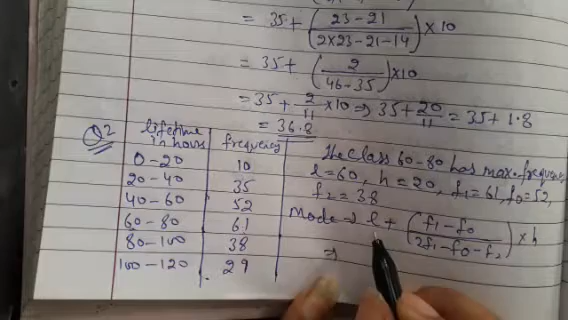 = 35 + (23 - 21 / 2×23 - 21 - 14) × 10
= 35 + (2 / 46 - 35) × 10
= 35 + 2/11 × 10 ⇒ 35 + 20/11 = 35 + 1.8
= 36.8
Q2
lifetime in hours | frequency
0-20 | 10
20-40 | 35
40-60 | 52
60-80 | 61
80-100 | 38
100-120 | 29
The class 60-80 has max. frequency
l = 60, h = 20, f1 = 61, f0 = 52,
f2 = 38
Mode ⇒ l + (f1 - f0 / 2f1 - f0 - f2) × h
⇒